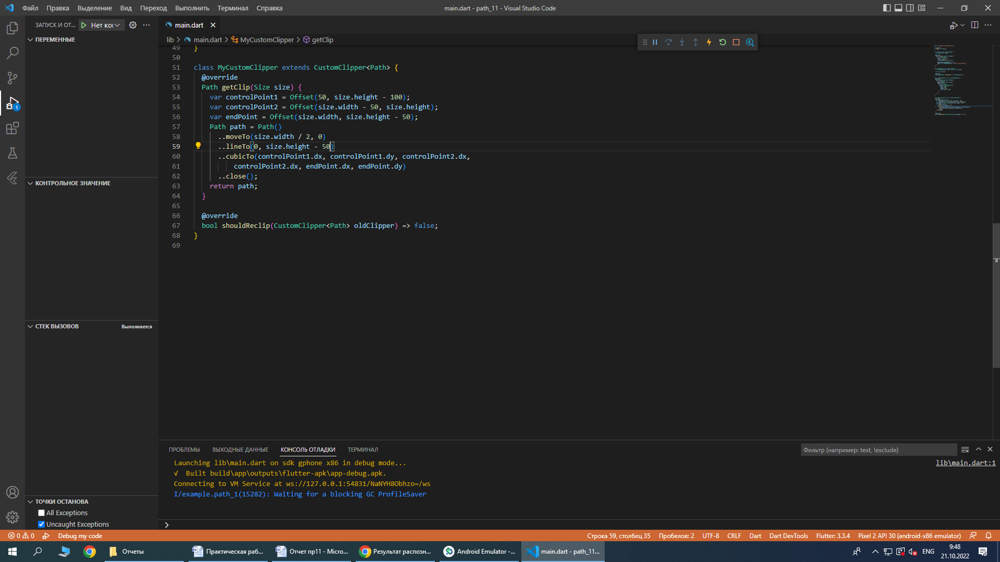 Файл Правка Выделение Вид Переход Выполнить Терминал Справка
main.dart - path_11 - Visual Studio Code
ЗАПУСК И ОТ...
Нет кон
main.dart
ПЕРЕМЕННЫЕ
lib > main.dart > MyCustomClipper > getClip
49 }
50
51 class MyCustomClipper extends CustomClipper<Path> {
52 @override
53 Path getClip(Size size) {
54 var controlPoint1 = Offset(50, size.height - 100);
55 var controlPoint2 = Offset(size.width - 50, size.height);
56 var endPoint = Offset(size.width, size.height - 50);
57 Path path = Path()
58 ..moveTo(size.width / 2, 0)
59 ..lineTo(0, size.height - 50)
60 ..cubicTo(controlPoint1.dx, controlPoint1.dy, controlPoint2.dx,
61 controlPoint2.dx, endPoint.dx, endPoint.dy)
62 ..close();
63 return path;
64 }
65
66 @override
67 bool shouldReclip(CustomClipper<Path> oldClipper) => false;
68 }
69
1
КОНТРОЛЬНОЕ ЗНАЧЕНИЕ
СТЕК ВЫЗОВОВ Выполняется
ТОЧКИ ОСТАНОВА
All Exceptions
Uncaught Exceptions
ПРОБЛЕМЫ ВЫХОДНЫЕ ДАННЫЕ КОНСОЛЬ ОТЛАДКИ ТЕРМИНАЛ
Фильтр (например: text, !exclude)
Launching lib\main.dart on sdk gphone x86 in debug mode...
lib\main.dart:1
√ Built build\app\outputs\flutter-apk\app-debug.apk.
Connecting to VM Service at ws://127.0.0.1:54831/NaNYH8Obhzo=/ws
I/example.path_1(15282): Waiting for a blocking GC ProfileSaver
0 0 Debug my code
Строка 59, столбец 35 Пробелов: 2 UTF-8 CRLF Dart Dart DevTools Flutter: 3.3.4 Pixel 2 API 30 (android-x86 emulator)
Отчеты
Практическая раб...
Отчет пр11 - Micro...
Результат распозн...
Android Emulator -...
main.dart - path_11...
ENG
9:48
21.10.2022